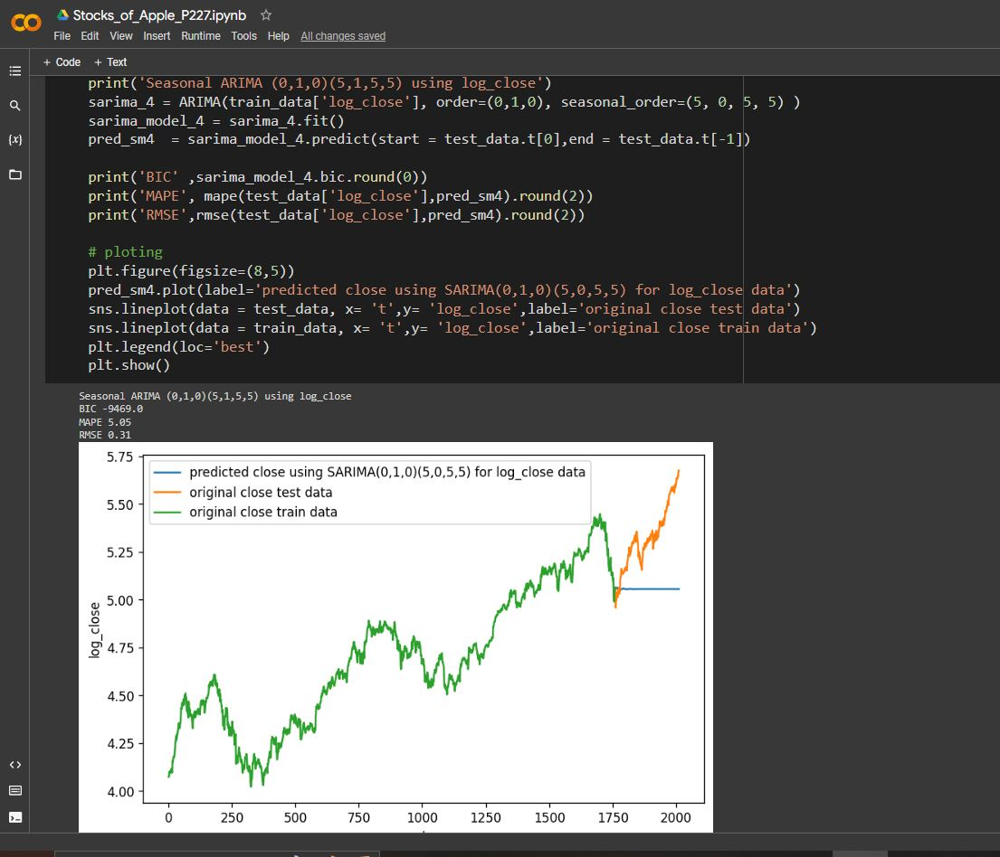 Stocks_of_Apple_P227.ipynb
File Edit View Insert Runtime Tools Help All changes saved
+ Code + Text
print('Seasonal ARIMA (0,1,0)(5,1,5,5) using log_close')
sarima_4 = ARIMA(train_data['log_close'], order=(0,1,0), seasonal_order=(5, 0, 5, 5) )
sarima_model_4 = sarima_4.fit()
pred_sm4  = sarima_model_4.predict(start = test_data.t[0],end = test_data.t[-1])
print('BIC' ,sarima_model_4.bic.round(0))
print('MAPE', mape(test_data['log_close'],pred_sm4).round(2))
print('RMSE',rmse(test_data['log_close'],pred_sm4).round(2))
# ploting
plt.figure(figsize=(8,5))
pred_sm4.plot(label='predicted close using SARIMA(0,1,0)(5,0,5,5) for log_close data')
sns.lineplot(data = test_data, x= 't',y= 'log_close',label='original close test data')
sns.lineplot(data = train_data, x= 't',y= 'log_close',label='original close train data')
plt.legend(loc='best')
plt.show()
Seasonal ARIMA (0,1,0)(5,1,5,5) using log_close
BIC -9469.0
MAPE 5.05
RMSE 0.31
predicted close using SARIMA(0,1,0)(5,0,5,5) for log_close data
original close test data
original close train data
log_close
5.75
5.50
5.25
5.00
4.75
4.50
4.25
4.00
0 250 500 750 1000 1250 1500 1750 2000